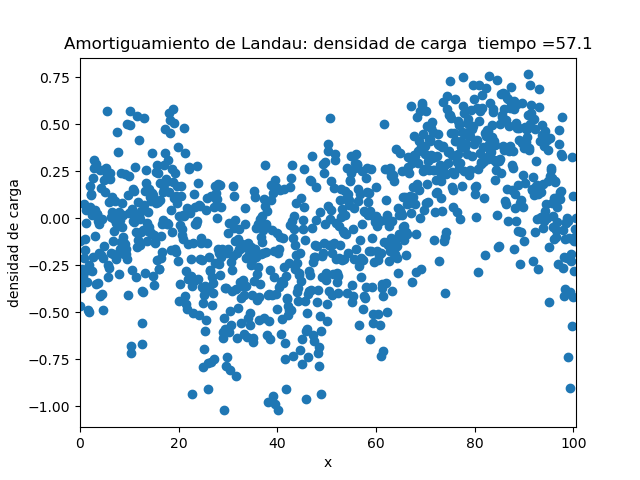 Amortiguamiento de Landau: densidad de carga  tiempo =57.1
densidad de carga
0.75
0.50
0.25
0.00
−0.25
−0.50
−0.75
−1.00
0 20 40 60 80 100
x